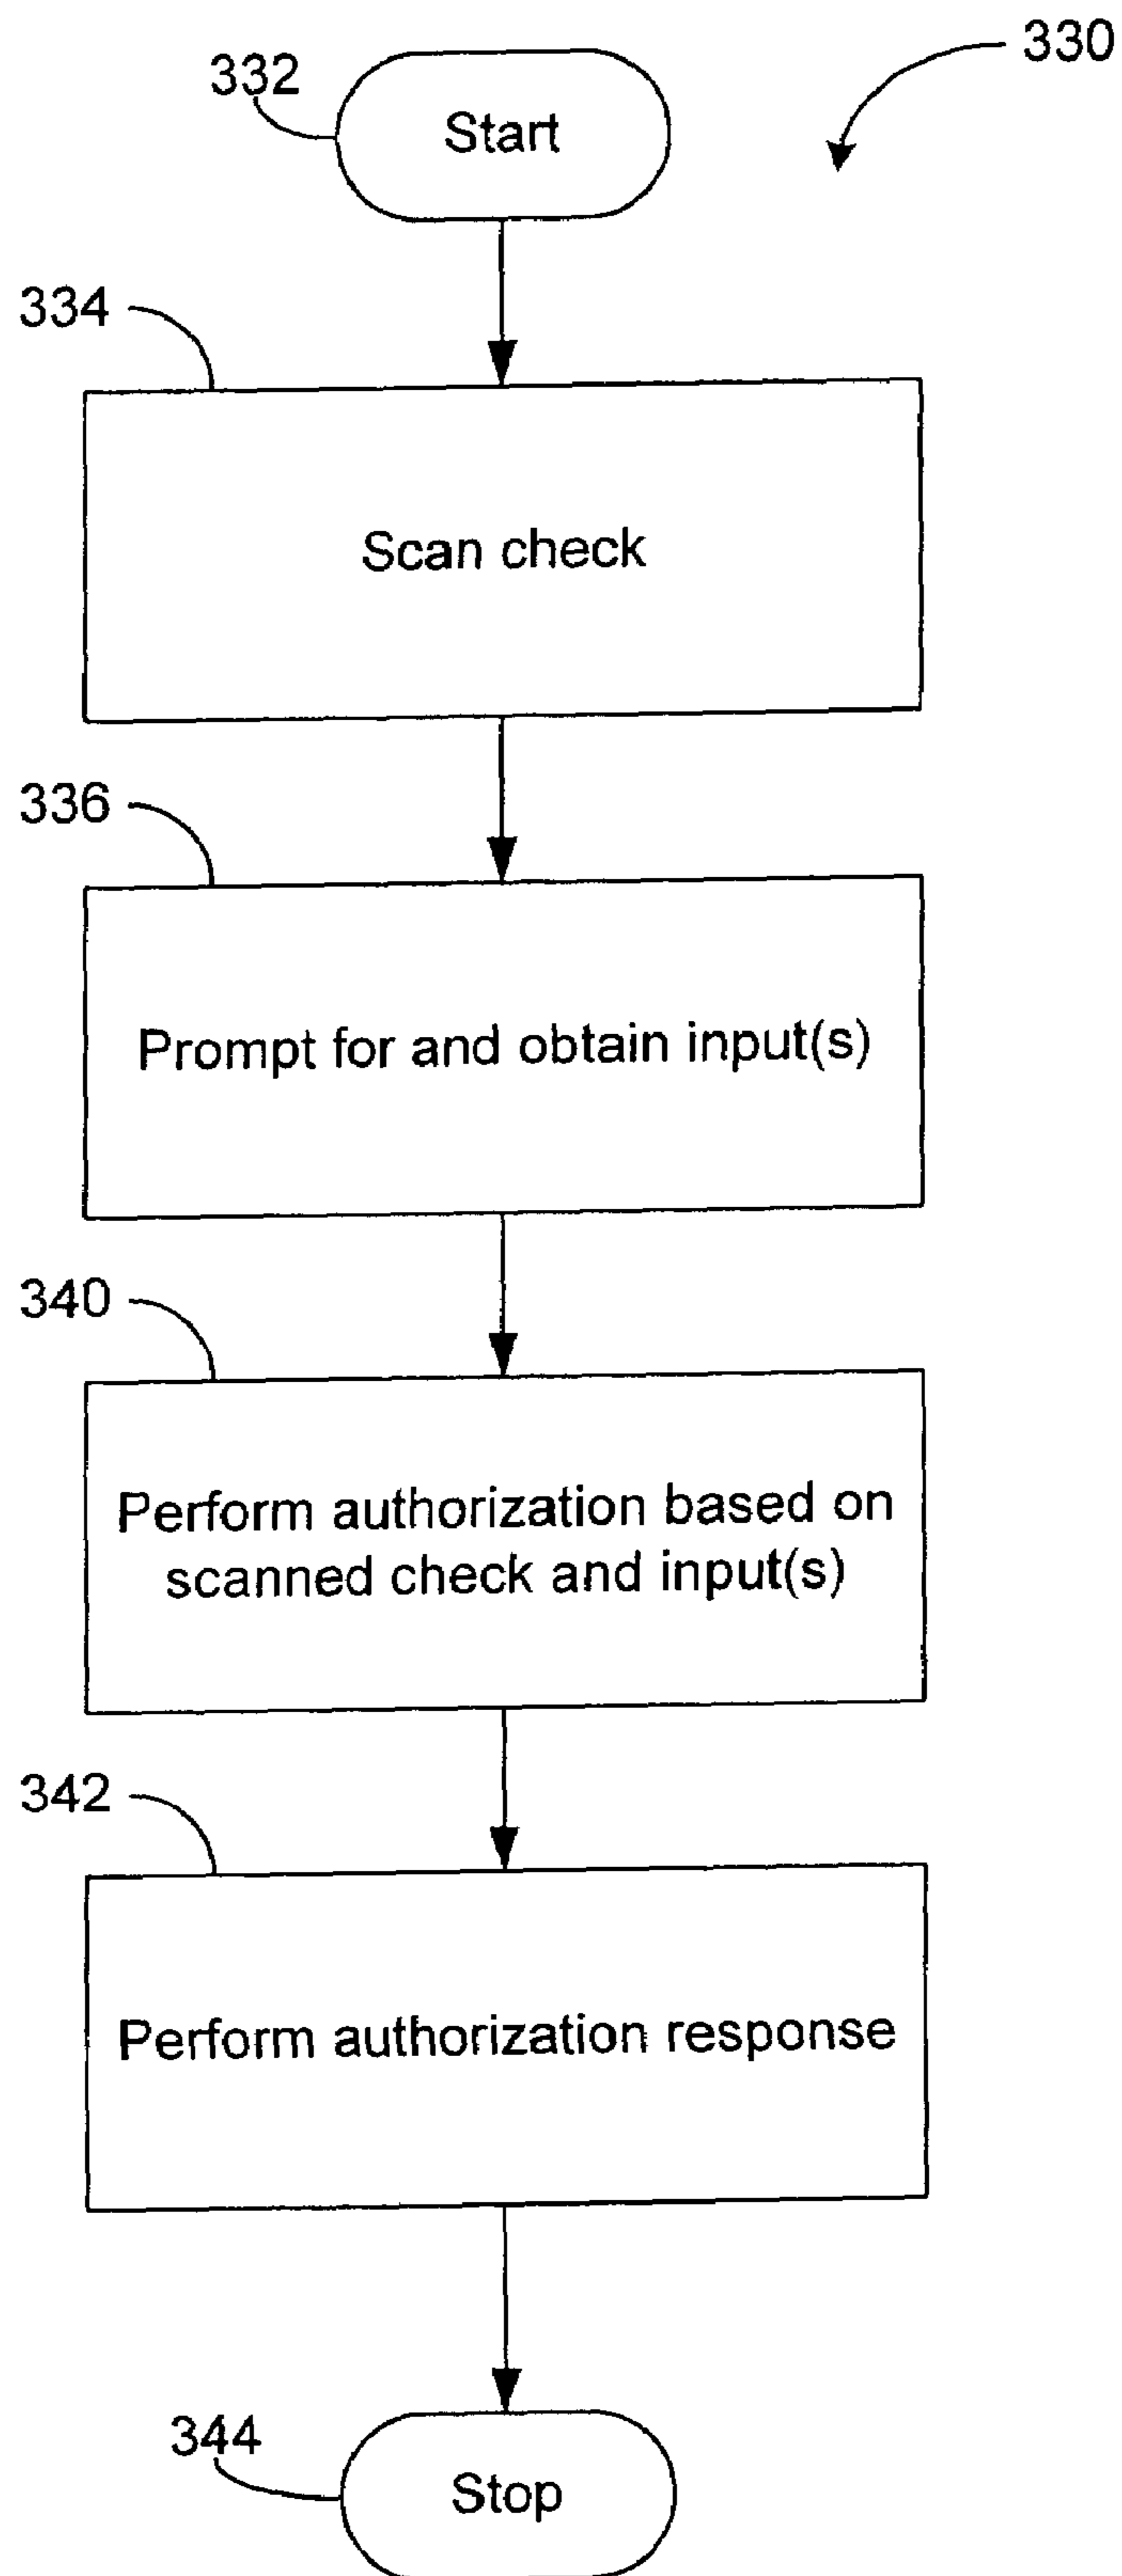 330
332
Start
334
Scan check
336
Prompt for and obtain input(s)
340
Perform authorization based on
scanned check and input(s)
342
Perform authorization response
344
Stop